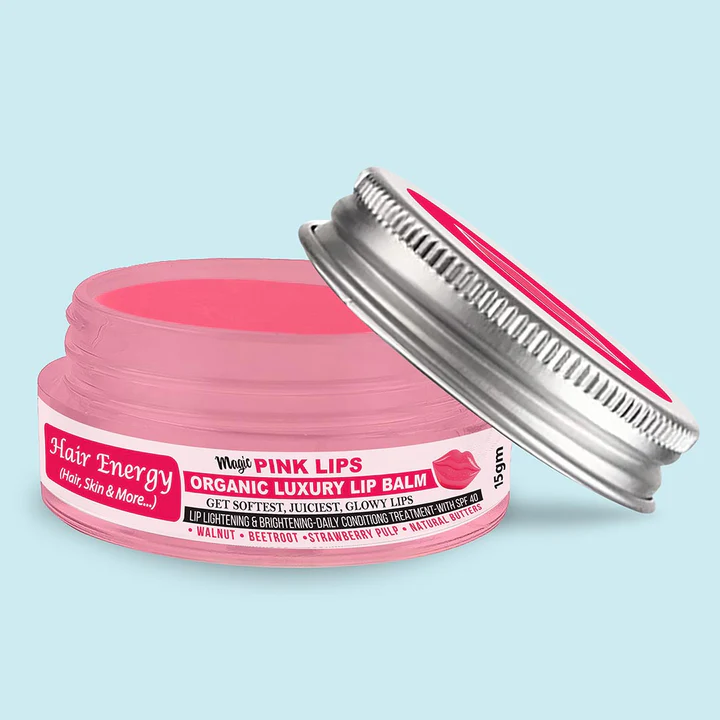 Hair Energy
(Hair, Skin & More...)
Magic PINK LIPS
ORGANIC LUXURY LIP BALM
GET SOFTEST, JUICIEST, GLOWY LIPS
LIP LIGHTENING & BRIGHTENING-DAILY CONDITIONG TREATMENT-WITH SPF 40
• WALNUT • BEETROOT •STRAWBERRY PULP • NATURAL BUTTERS
15gm